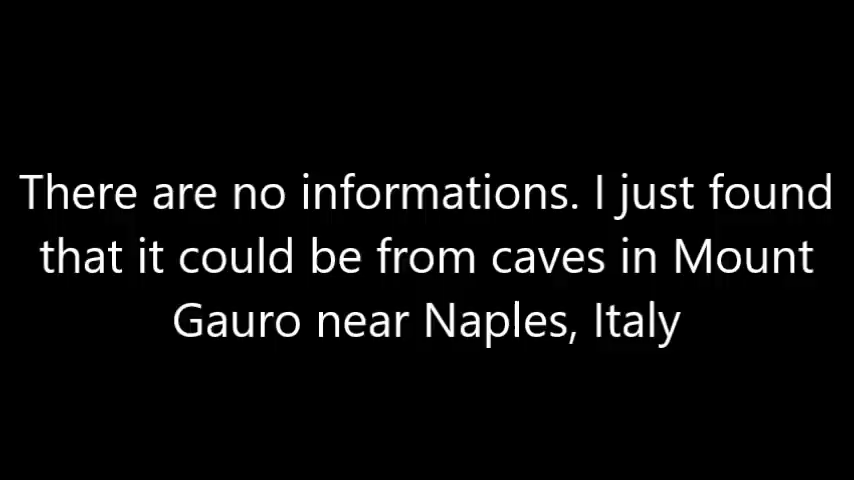 There are no informations. I just found
that it could be from caves in Mount
Gauro near Naples, Italy